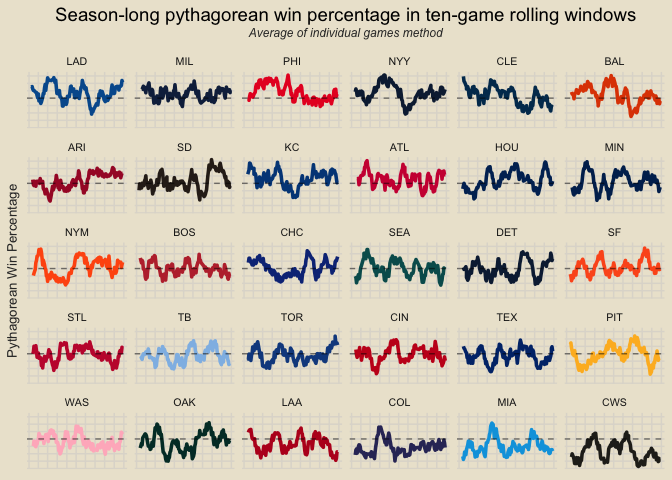 Season-long pythagorean win percentage in ten-game rolling windows
Average of individual games method
Pythagorean Win Percentage
LAD MIL PHI NYY CLE BAL
ARI SD KC ATL HOU MIN
NYM BOS CHC SEA DET SF
STL TB TOR CIN TEX PIT
WAS OAK LAA COL MIA CWS